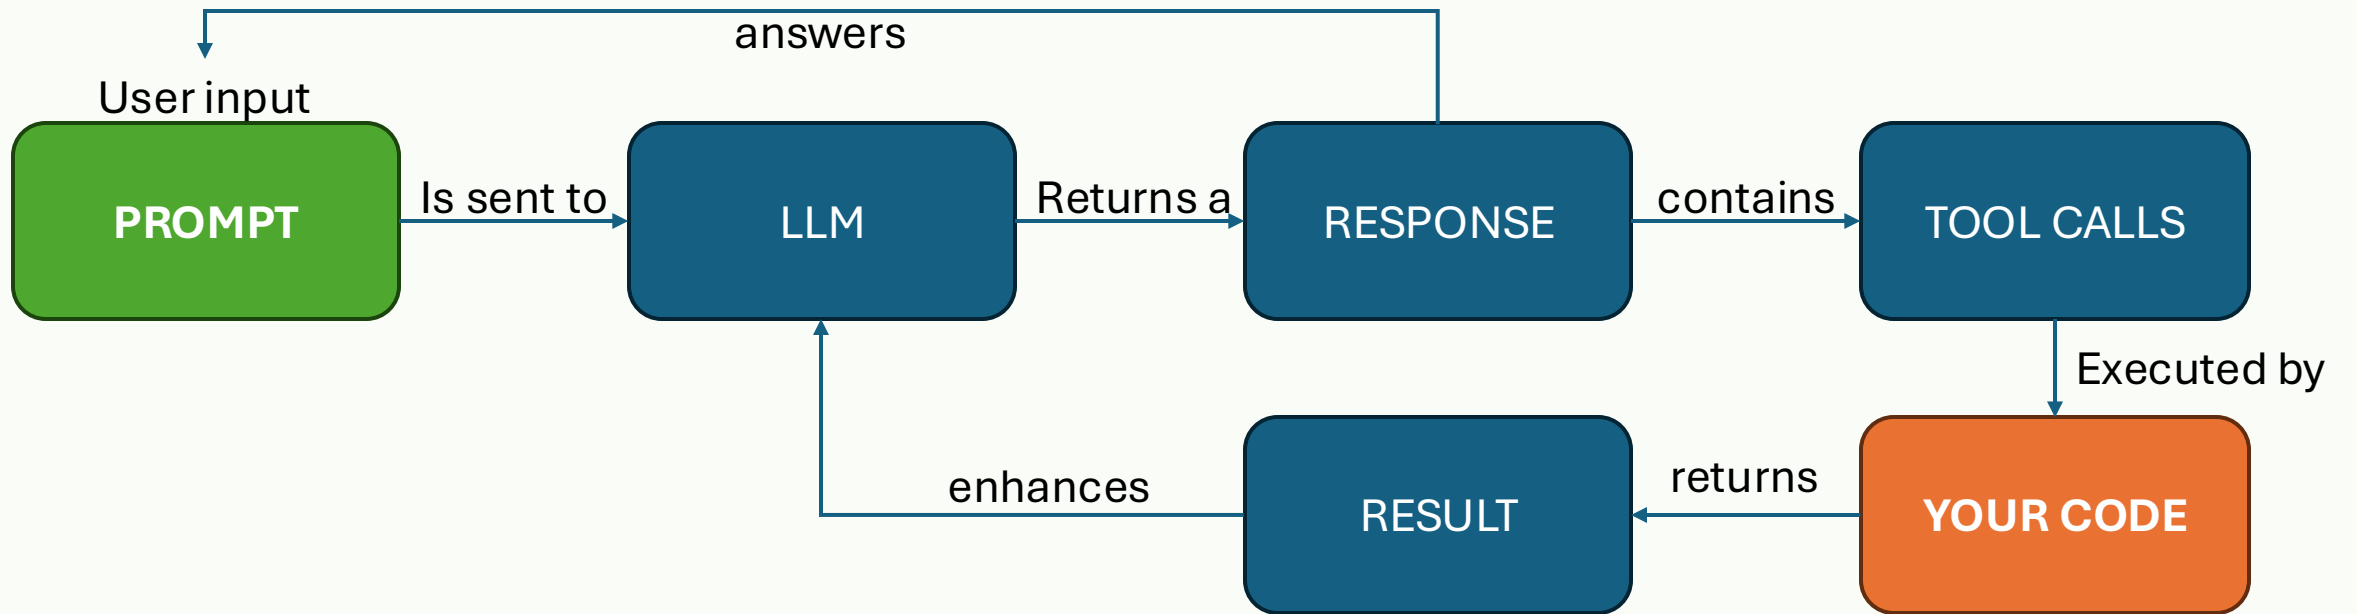 answers
User input
PROMPT
Is sent to
LLM
Returns a
RESPONSE
contains
TOOL CALLS
Executed by
enhances
RESULT
returns
YOUR CODE